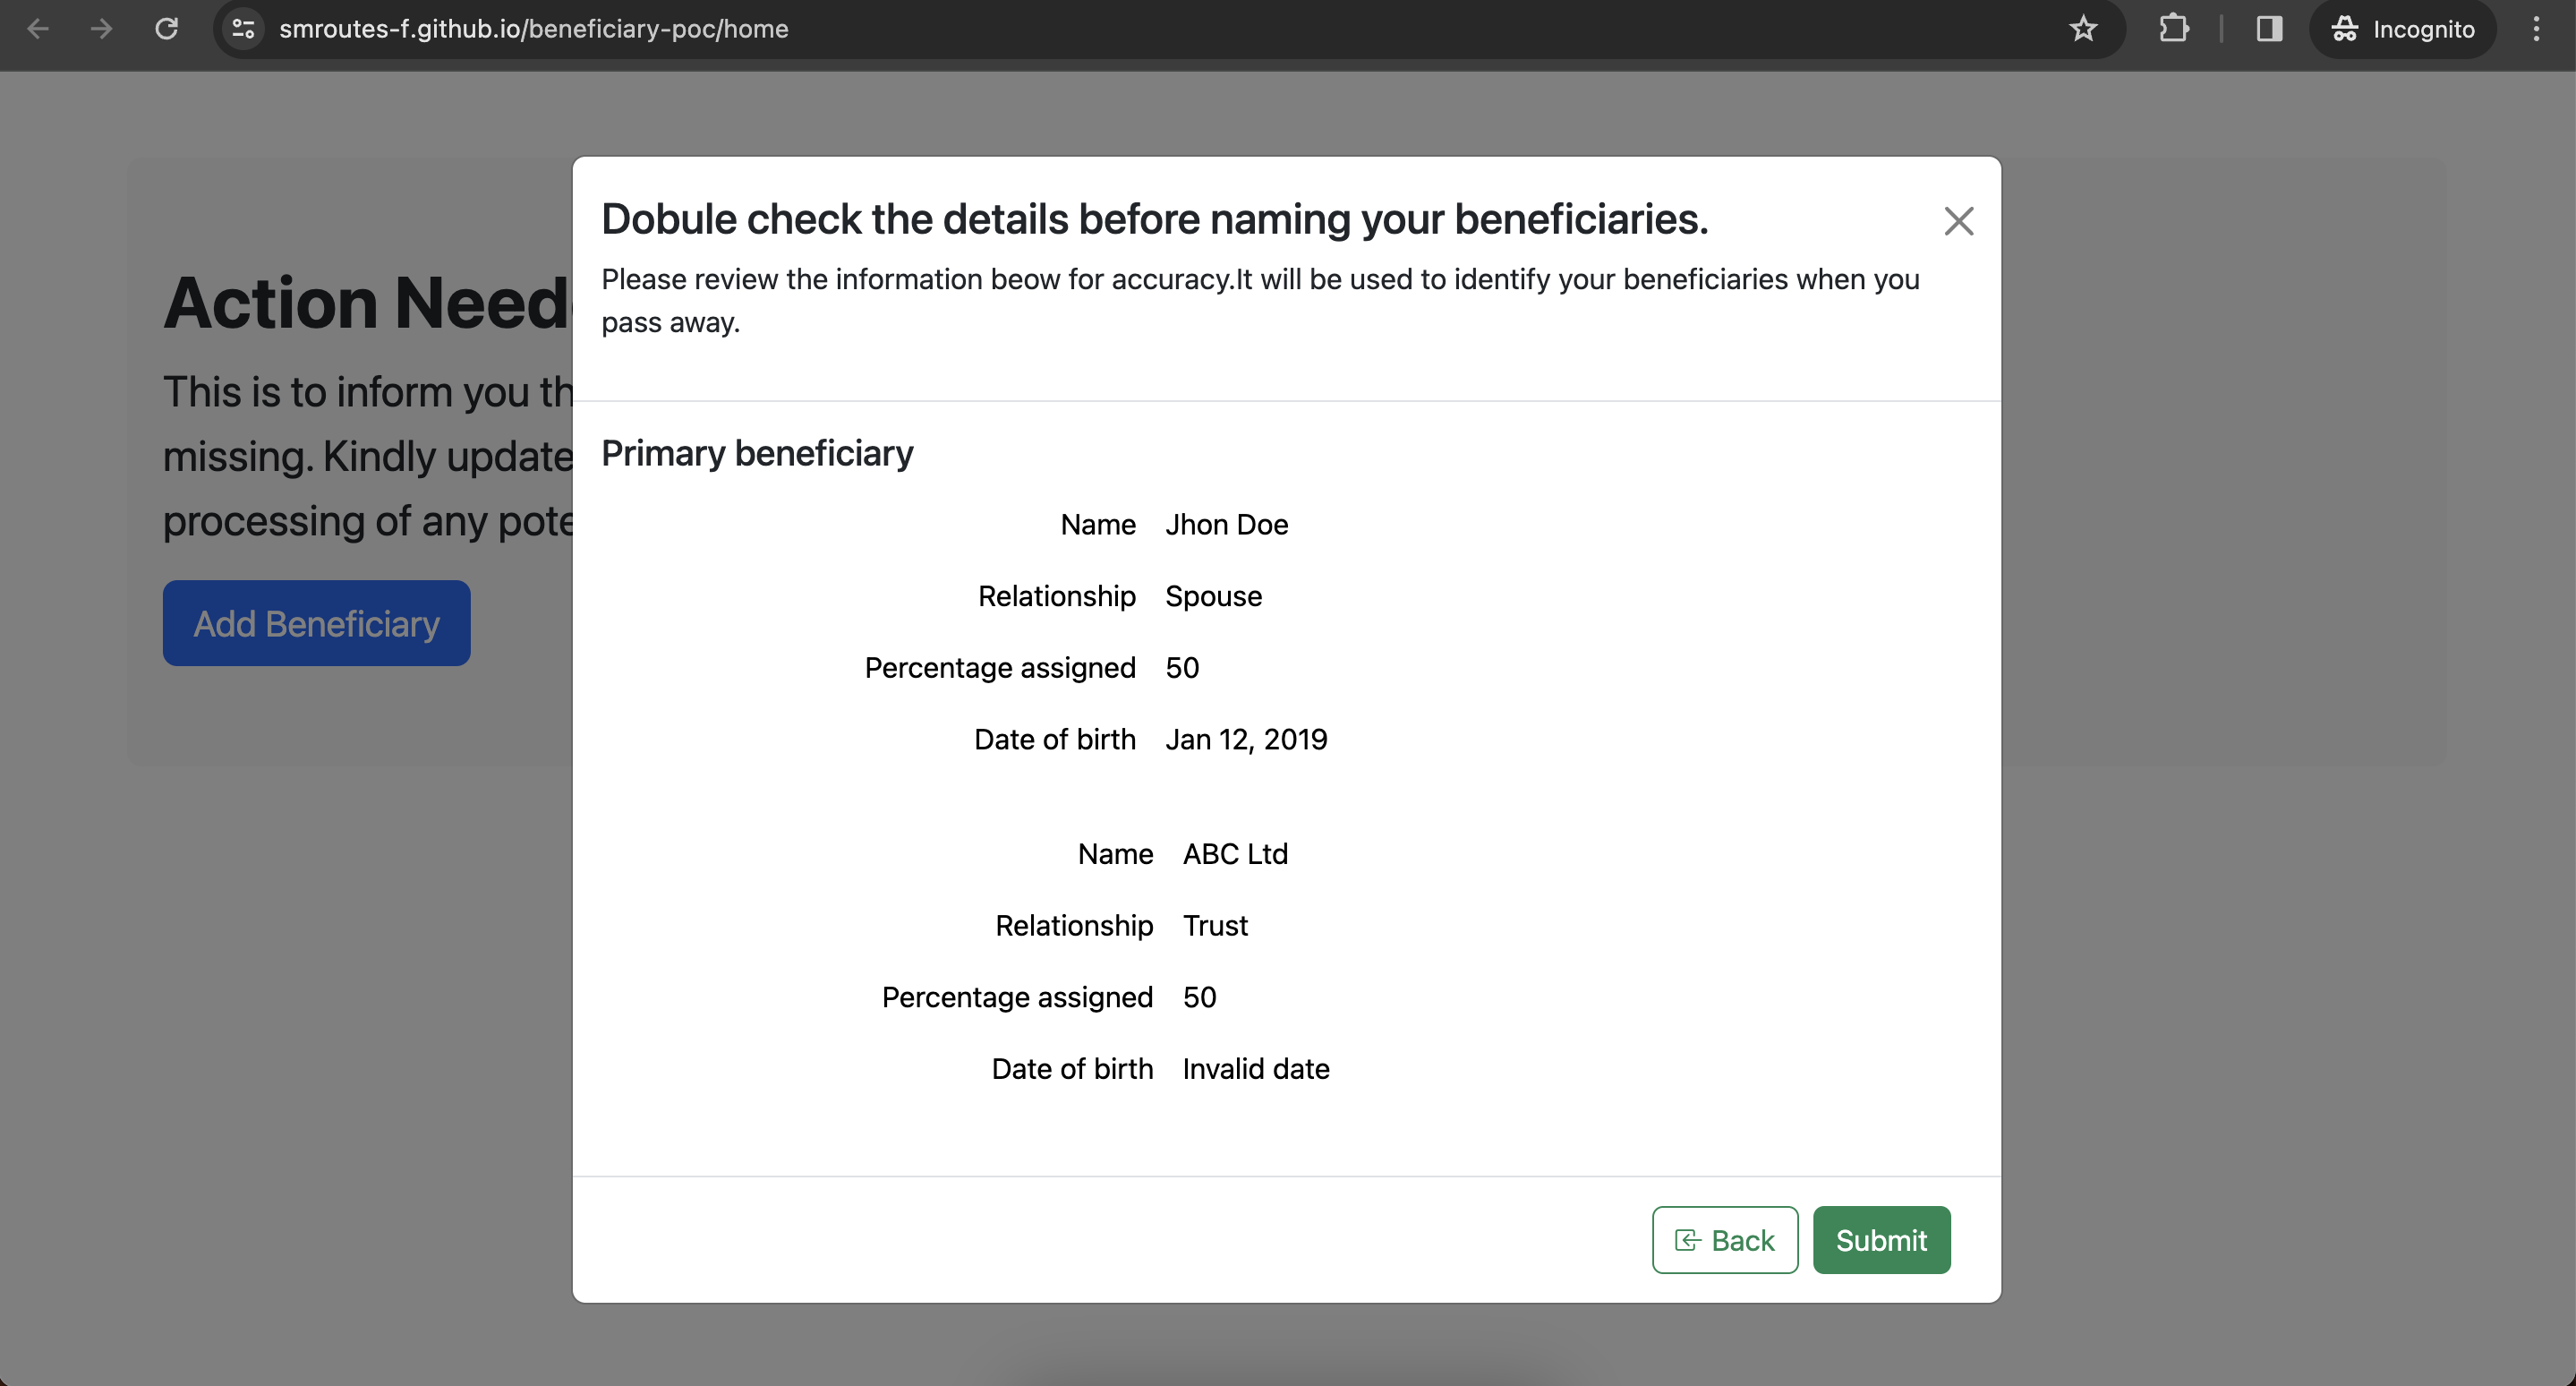 smroutes-f.github.io/beneficiary-poc/home
Incognito
Dobule check the details before naming your beneficiaries.
Please review the information beow for accuracy.It will be used to identify your beneficiaries when you
pass away.
Action
This is to inform you
missing. Kindly update
processing of any
Add Beneficiary
Primary beneficiary
Name Jhon Doe
Relationship Spouse
Percentage assigned 50
Date of birth Jan 12, 2019
Name ABC Ltd
Relationship Trust
Percentage assigned 50
Date of birth Invalid date
Back
Submit